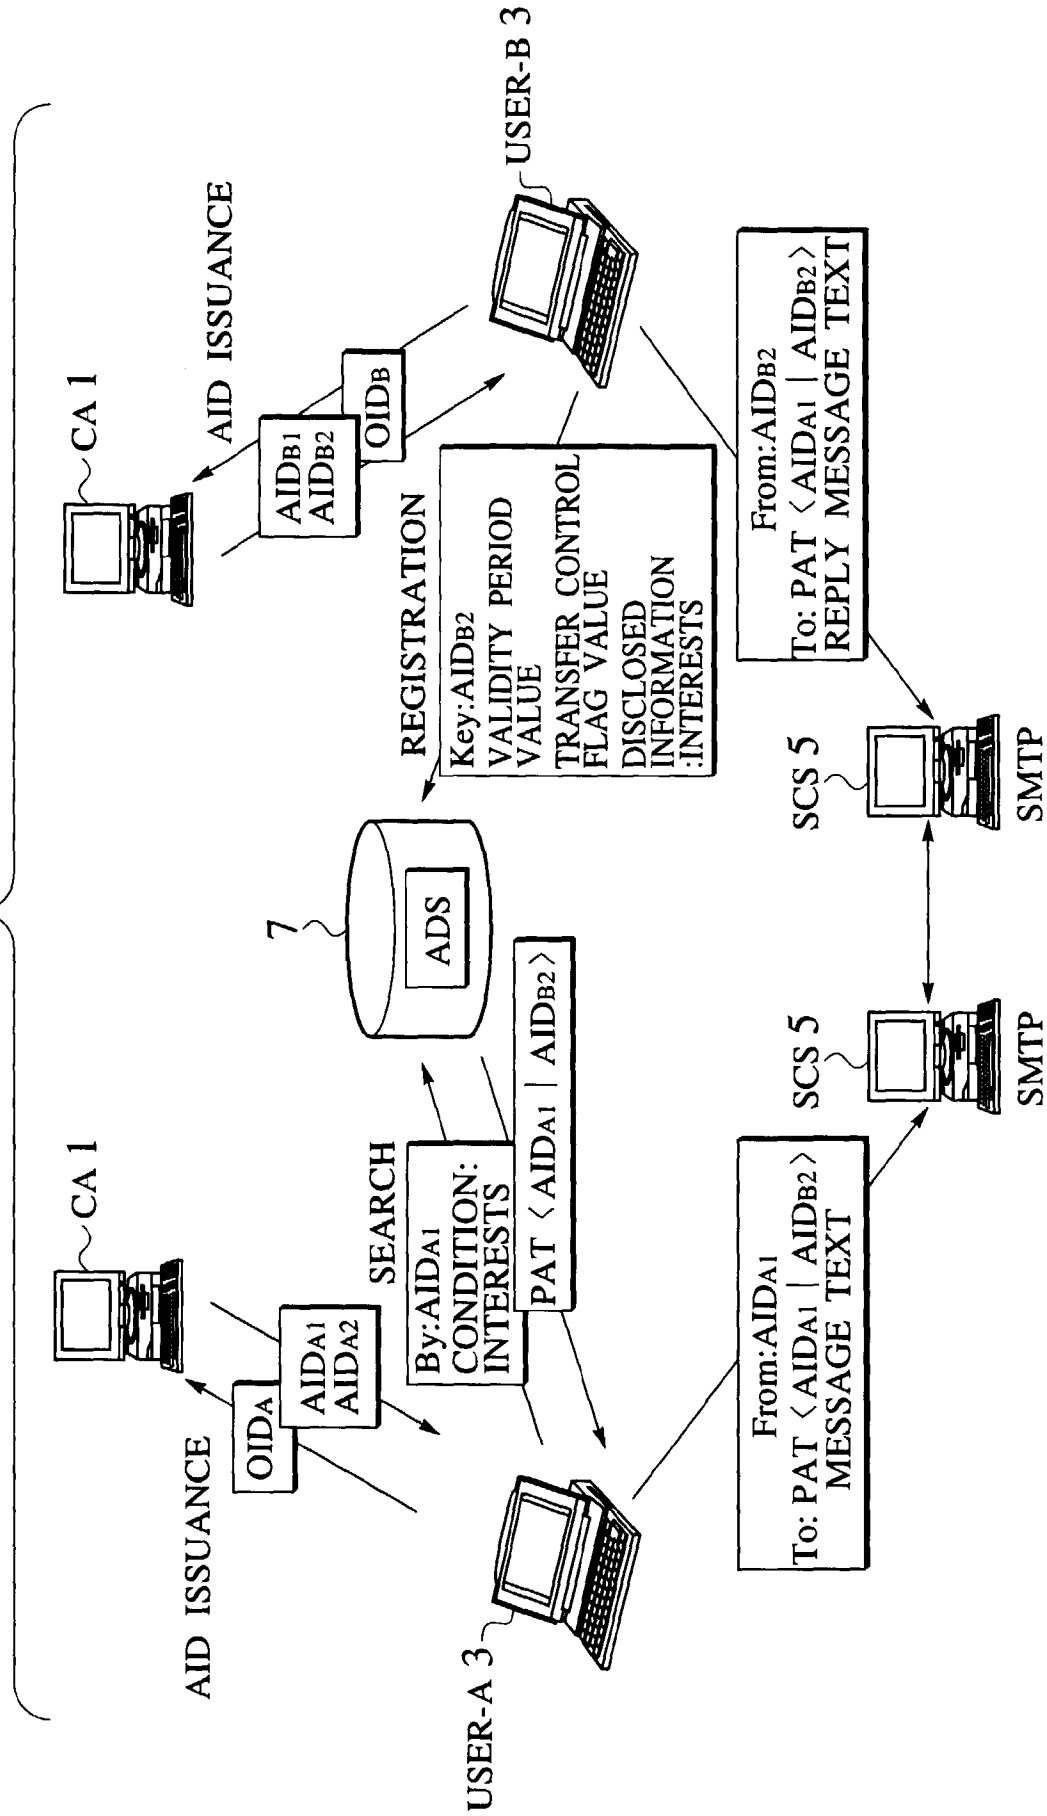 CA 1
CA 1
AID ISSUANCE
AID ISSUANCE
OIDA
AIDA1
AIDA2
AIDB1
AIDB2
OIDB
7
ADS
SEARCH
By:AIDA1
CONDITION:
INTERESTS
PAT <AIDA1 | AIDB2>
REGISTRATION
Key:AIDB2
VALIDITY PERIOD
VALUE
TRANSFER CONTROL
FLAG VALUE
DISCLOSED
INFORMATION
:INTERESTS
USER-A 3
USER-B 3
From:AIDA1
To: PAT <AIDA1 | AIDB2>
MESSAGE TEXT
From:AIDB2
To: PAT <AIDA1 | AIDB2>
REPLY MESSAGE TEXT
SCS 5
SCS 5
SMTP
SMTP